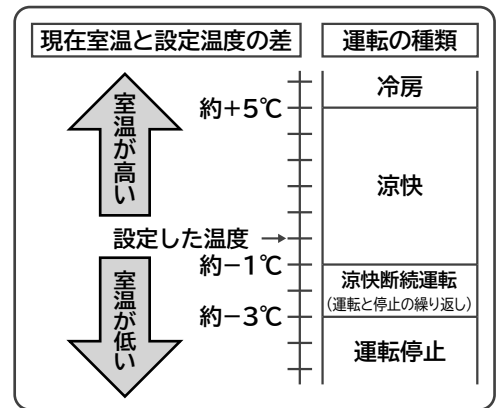 現在室温と設定温度の差
運転の種類
室温が高い
約+5℃
冷房
涼快
設定した温度→
約-1℃
室温が低い
涼快断続運転
(運転と停止の繰り返し)
約-3℃
運転停止